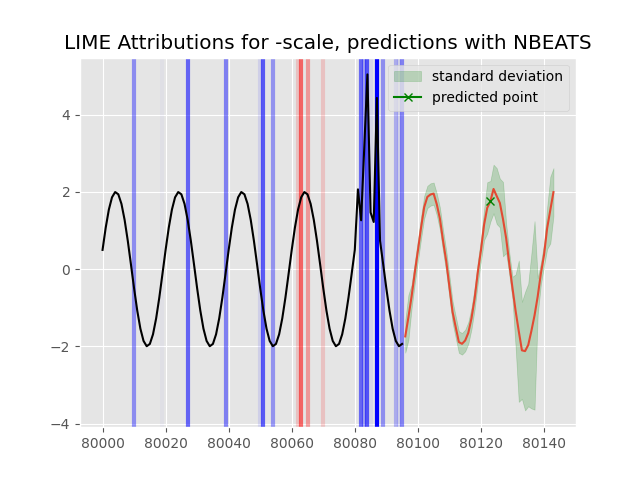 LIME Attributions for -scale, predictions with NBEATS
standard deviation
predicted point
4
2
0
−2
−4
80000 80020 80040 80060 80080 80100 80120 80140